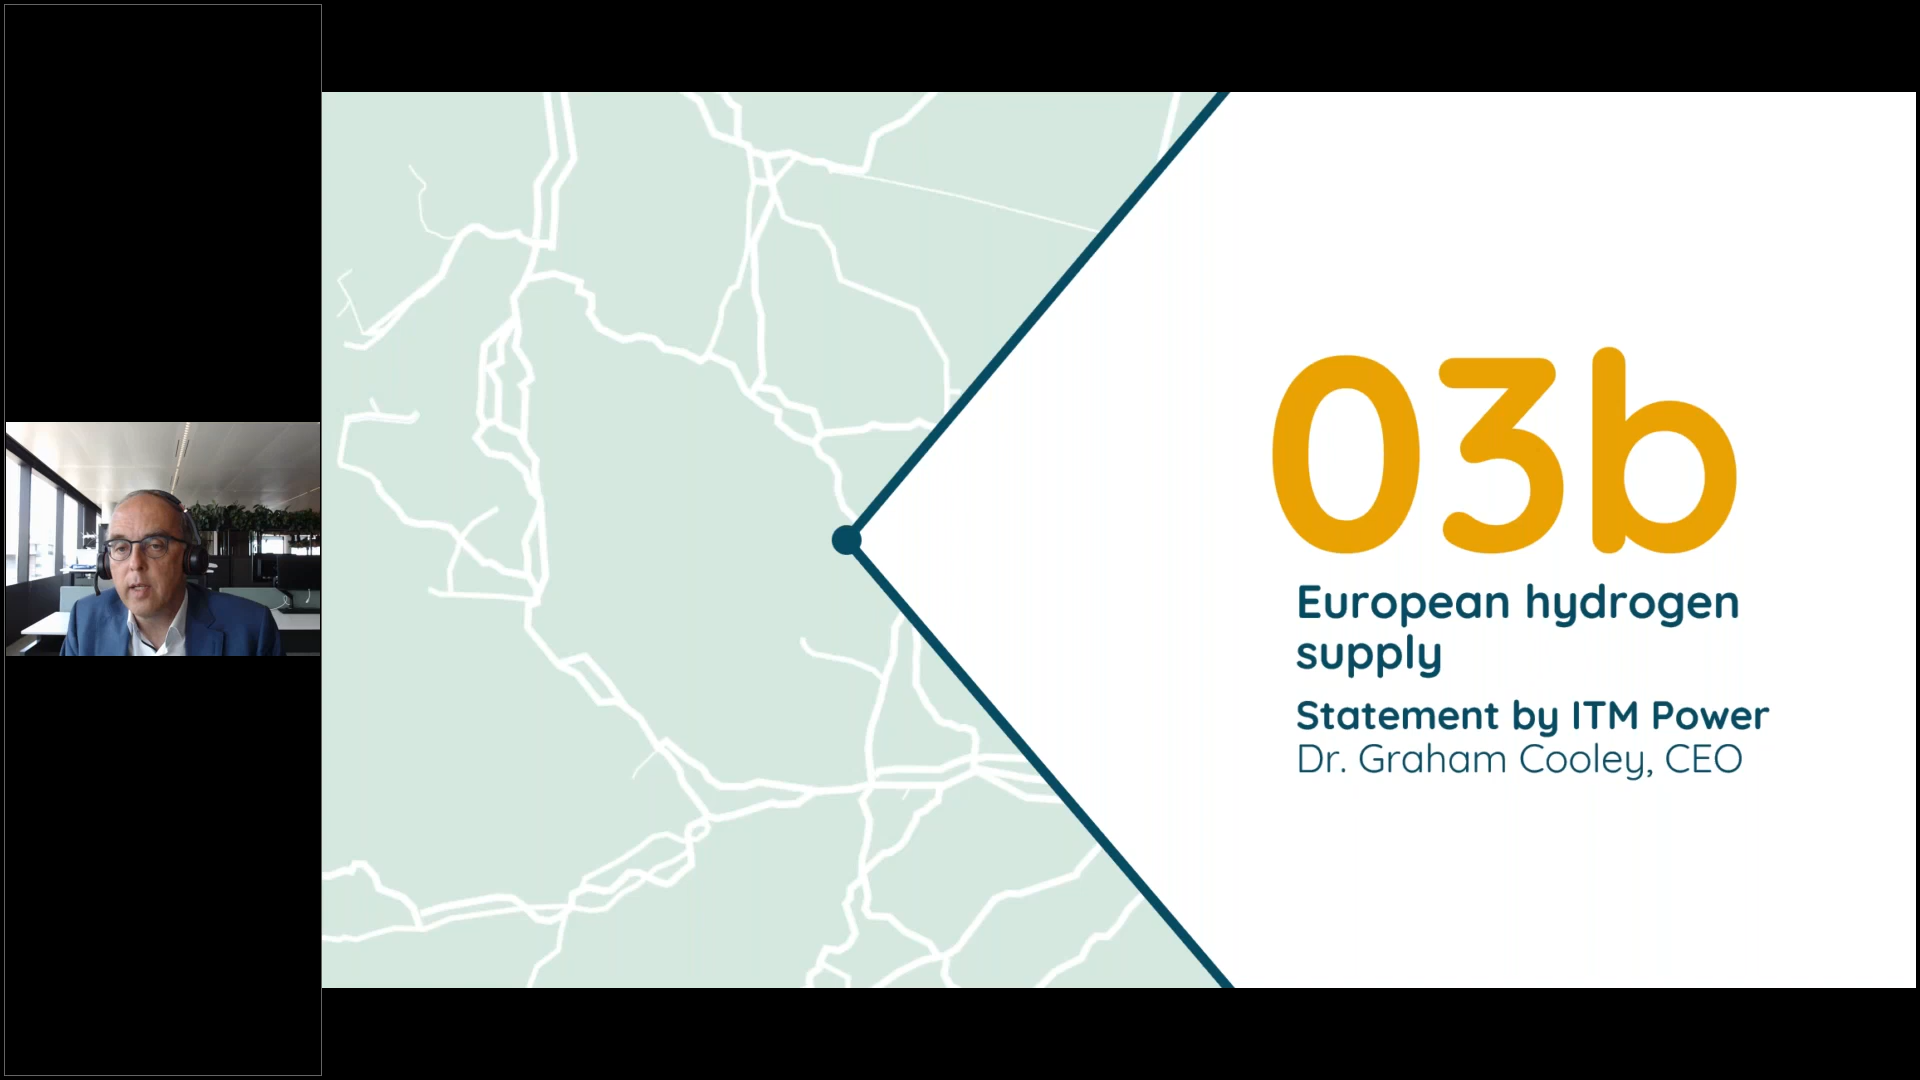 03b
European hydrogen
supply
Statement by ITM Power
Dr. Graham Cooley, CEO